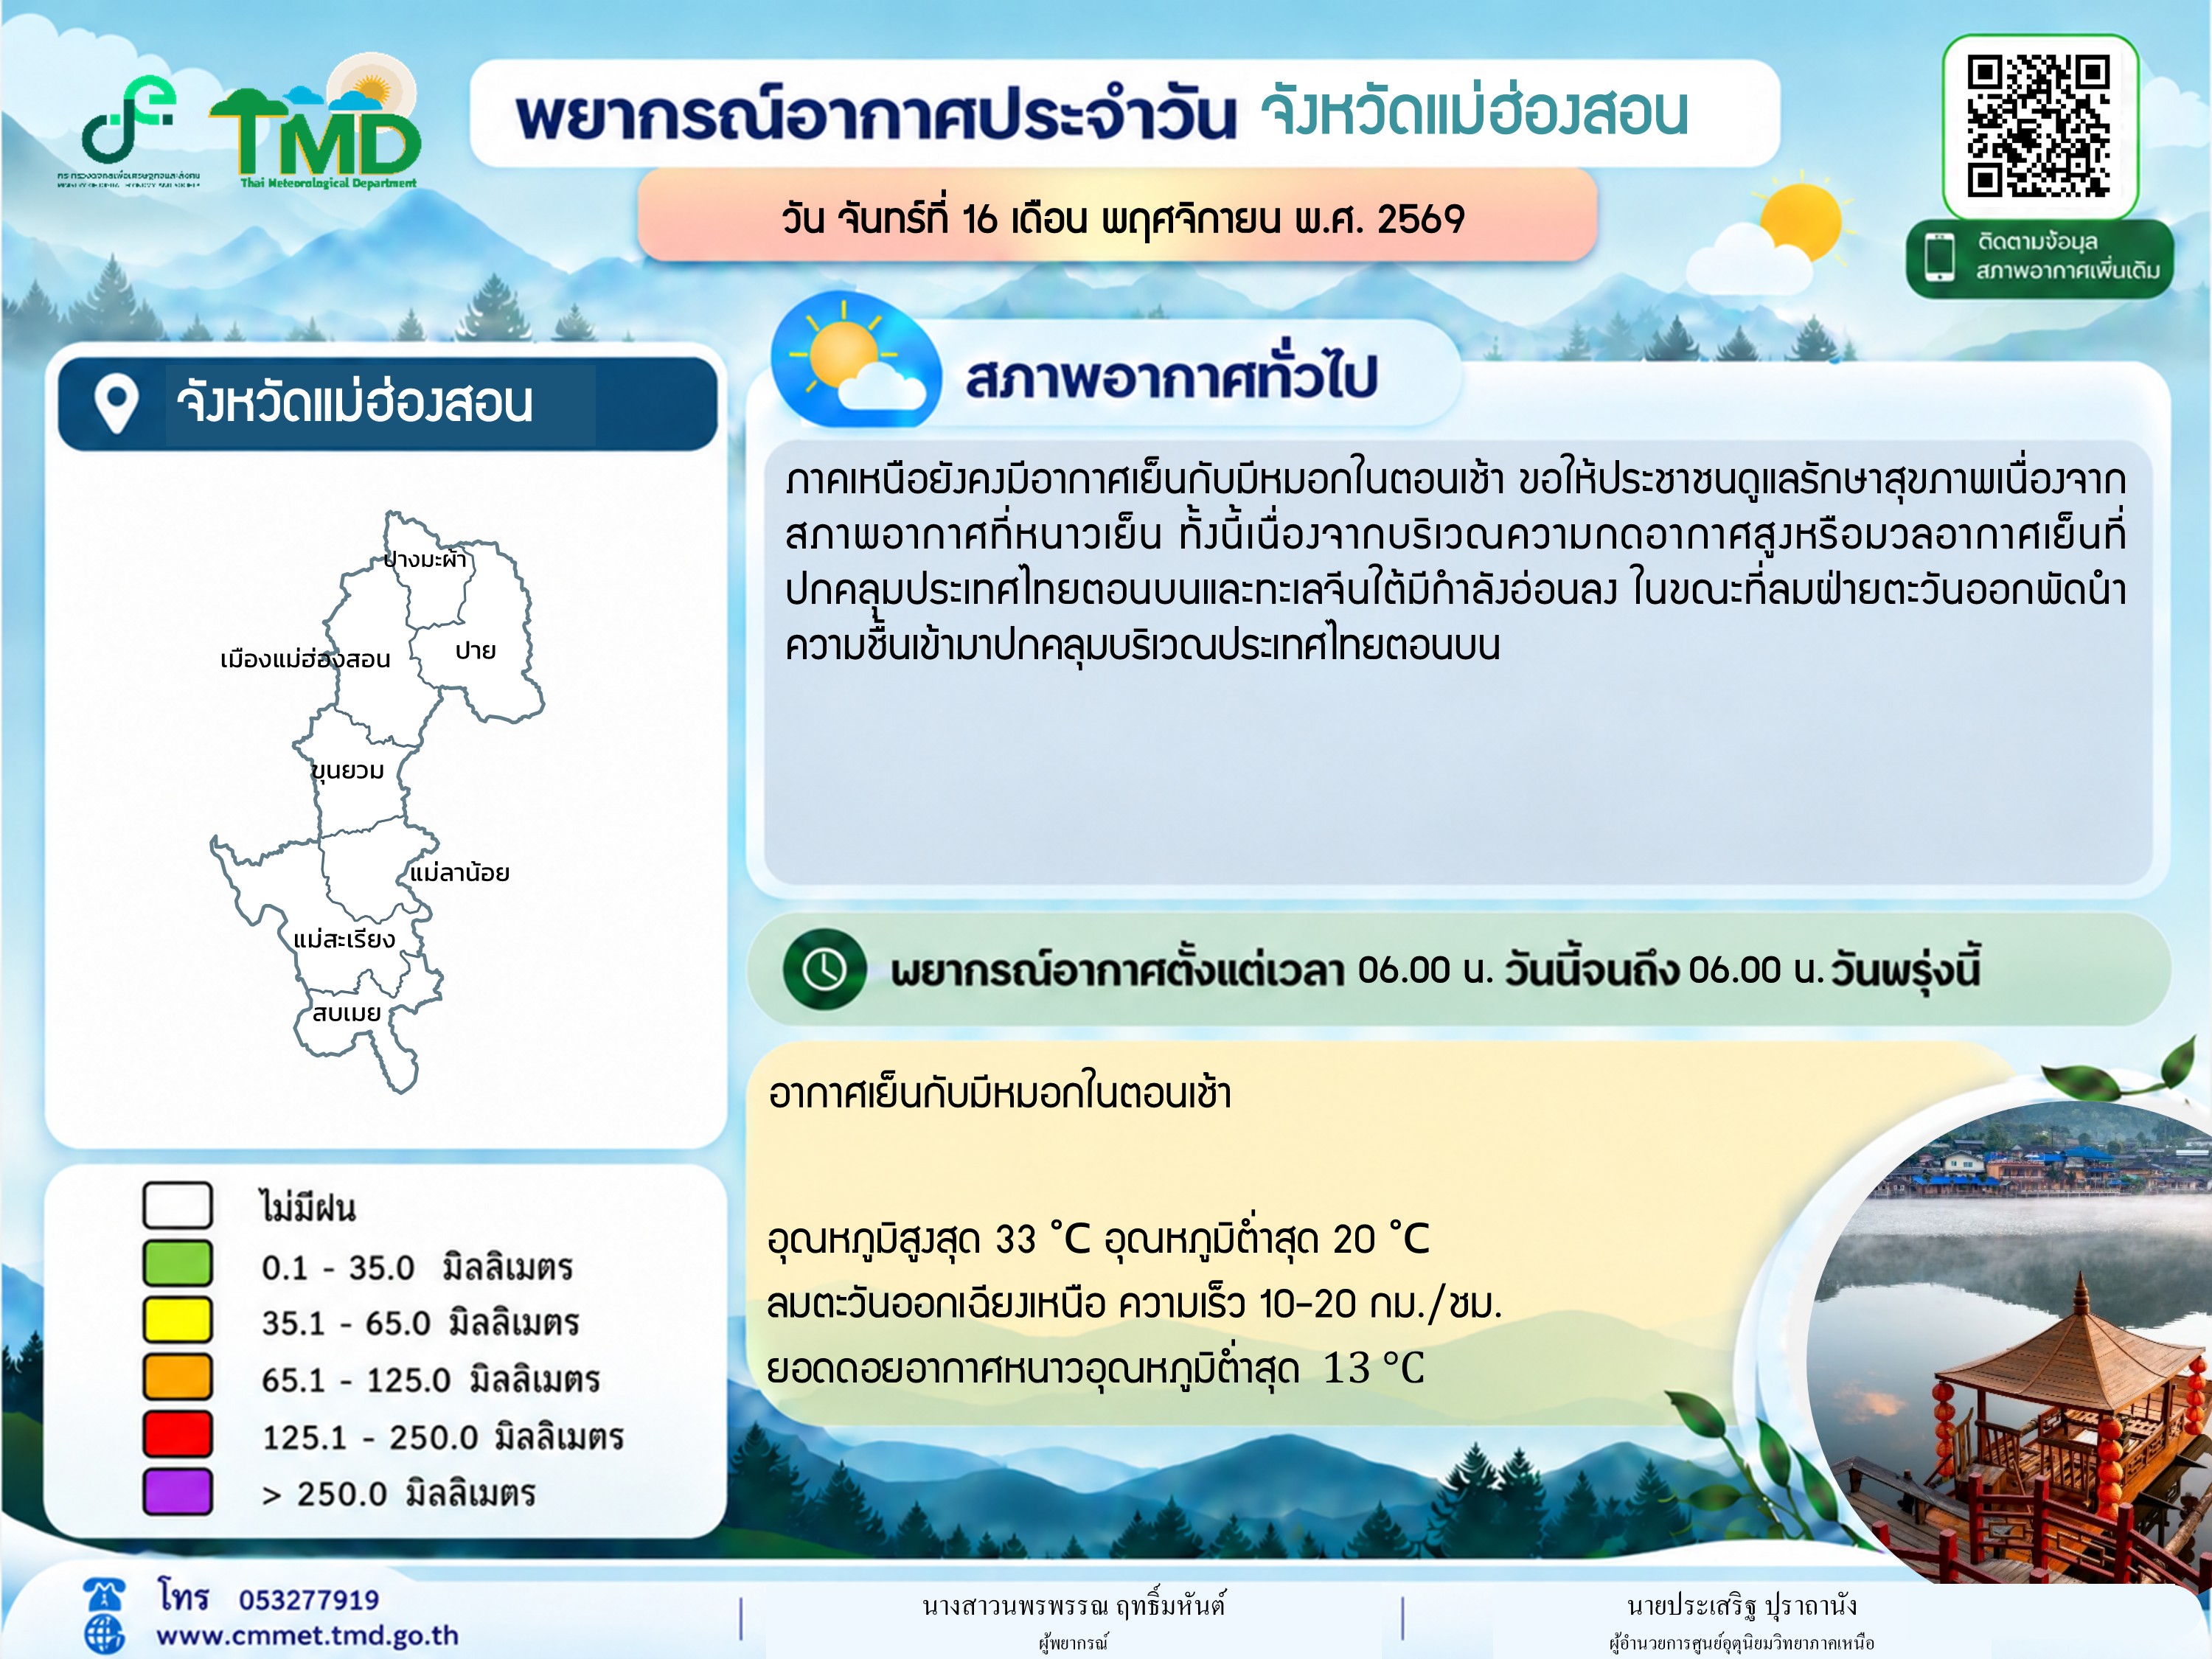 TMD
Thai Meteorological Department
พยากรณ์อากาศประจำวัน จังหวัดแม่ฮ่องสอน
วัน จันทร์ที่ 16 เดือน พฤศจิกายน พ.ศ. 2569
ติดตามข้อมูล
สภาพอากาศเพิ่มเติม
จังหวัดแม่ฮ่องสอน
ปางมะผ้า
เมืองแม่ฮ่องสอน
ปาย
ขุนยวม
แม่ลาน้อย
แม่สะเรียง
สบเมย
ไม่มีฝน
0.1 - 35.0 มิลลิเมตร
35.1 - 65.0 มิลลิเมตร
65.1 - 125.0 มิลลิเมตร
125.1 - 250.0 มิลลิเมตร
> 250.0 มิลลิเมตร
สภาพอากาศทั่วไป
ภาคเหนือยังคงมีอากาศเย็นกับมีหมอกในตอนเช้า ขอให้ประชาชนดูแลรักษาสุขภาพเนื่องจาก
สภาพอากาศที่หนาวเย็น ทั้งนี้เนื่องจากบริเวณความกดอากาศสูงหรือมวลอากาศเย็นที่
ปกคลุมประเทศไทยตอนบนและทะเลจีนใต้มีกำลังอ่อนลง ในขณะที่ลมฝ่ายตะวันออกพัดนำ
ความชื้นเข้ามาปกคลุมบริเวณประเทศไทยตอนบน
พยากรณ์อากาศตั้งแต่เวลา 06.00 น. วันนี้จนถึง 06.00 น. วันพรุ่งนี้
อากาศเย็นกับมีหมอกในตอนเช้า
อุณหภูมิสูงสุด 33 °C อุณหภูมิต่ำสุด 20 °C
ลมตะวันออกเฉียงเหนือ ความเร็ว 10-20 กม./ชม.
ยอดดอยอากาศหนาวอุณหภูมิต่ำสุด 13 °C
โทร 053277919
www.cmmet.tmd.go.th
นางสาวนพรพรรณ ฤทธิ์มหันต์
ผู้พยากรณ์
นายประเสริฐ ปุราถานัง
ผู้อำนวยการศูนย์อุตุนิยมวิทยาภาคเหนือ